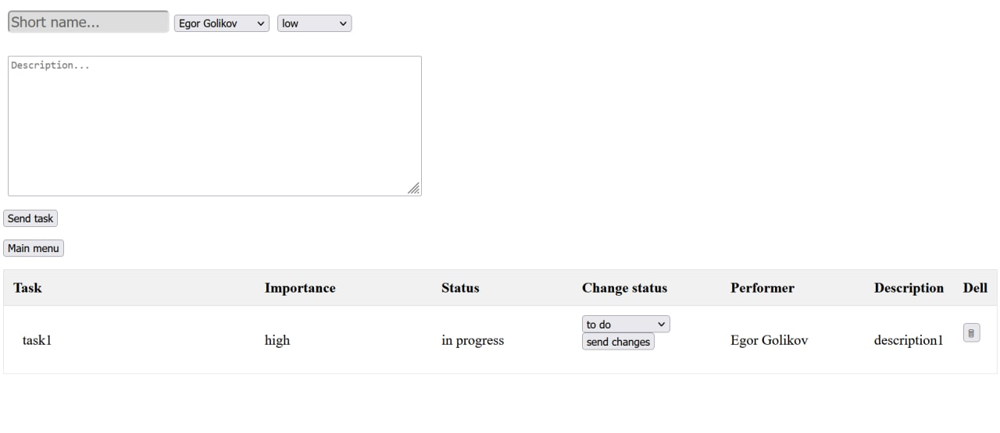 Short name... Egor Golikov low
Description...
Send task
Main menu
Task Importance Status Change status Performer Description Dell
to do
task1 high in progress send changes Egor Golikov description1